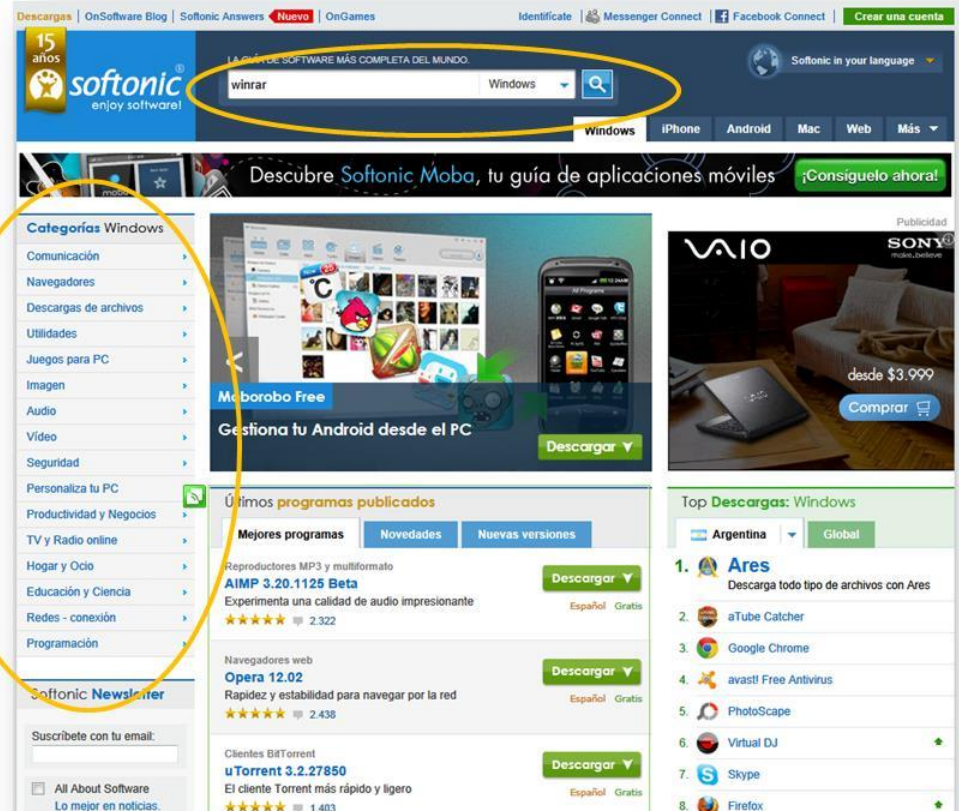 Descargas | OnSoftware Blog | Softonic Answers Nuevo | OnGames
Identifícate | Messenger Connect | Facebook Connect | Crear una cuenta
15
años
softonic®
enjoy software!
LA GUÍA DE SOFTWARE MÁS COMPLETA DEL MUNDO.
winrar Windows
Softonic in your language
Windows iPhone Android Mac Web Más
Descubre Softonic Moba, tu guía de aplicaciones móviles ¡Consíguelo ahora!
Categorías Windows
Comunicación
Navegadores
Descargas de archivos
Utilidades
Juegos para PC
Imagen
Audio
Vídeo
Seguridad
Personaliza tu PC
Productividad y Negocios
TV y Radio online
Hogar y Ocio
Educación y Ciencia
Redes - conexión
Programación
Softonic Newsletter
Suscríbete con tu email:
All About Software
Lo mejor en noticias.
All Programs
Moborobo Free
Gestiona tu Android desde el PC
Descargar
Publicidad
VAIO
SONY
make.believe
desde $3.999
Comprar
Últimos programas publicados
Mejores programas Novedades Nuevas versiones
Reproductores MP3 y multiformato
AIMP 3.20.1125 Beta
Experimenta una calidad de audio impresionante
2.322
Descargar
Español Gratis
Navegadores web
Opera 12.02
Rapidez y estabilidad para navegar por la red
2.438
Descargar
Español Gratis
Clientes BitTorrent
uTorrent 3.2.27850
El cliente Torrent más rápido y ligero
1.403
Descargar
Español Gratis
Top Descargas: Windows
Argentina Global
1. Ares
Descarga todo tipo de archivos con Ares
2. aTube Catcher
3. Google Chrome
4. avast! Free Antivirus
5. PhotoScape
6. Virtual DJ
7. Skype
8. Firefox